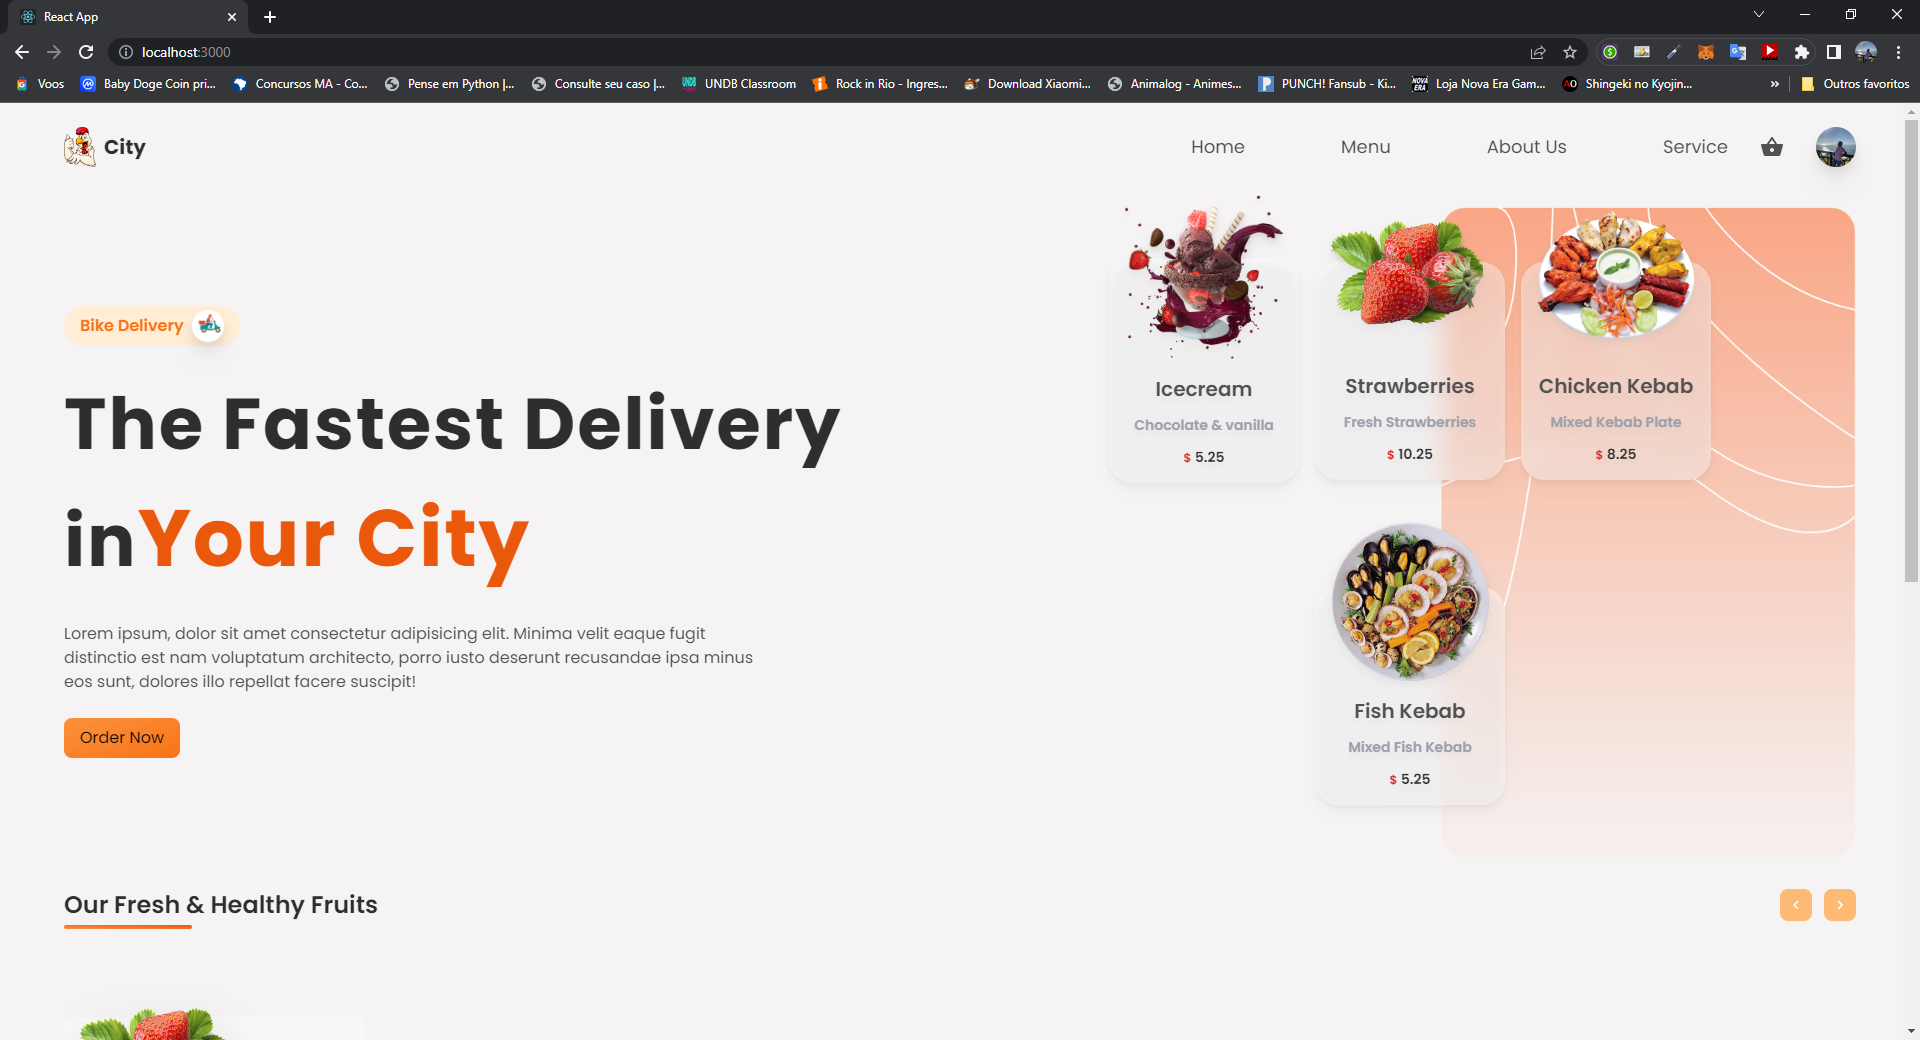 React App
localhost:3000
Voos
Baby Doge Coin pri...
Concursos MA - Co...
Pense em Python |...
Consulte seu caso |...
UNDB Classroom
Rock in Rio - Ingres...
Download Xiaomi...
Animalog - Animes...
PUNCH! Fansub - Ki...
Loja Nova Era Gam...
Shingeki no Kyojin...
»
Outros favoritos
City
Home
Menu
About Us
Service
Bike Delivery
The Fastest Delivery
inYour City
Lorem ipsum, dolor sit amet consectetur adipisicing elit. Minima velit eaque fugit
distinctio est nam voluptatum architecto, porro iusto deserunt recusandae ipsa minus
eos sunt, dolores illo repellat facere suscipit!
Order Now
Icecream
Chocolate & vanilla
$ 5.25
Strawberries
Fresh Strawberries
$ 10.25
Chicken Kebab
Mixed Kebab Plate
$ 8.25
Fish Kebab
Mixed Fish Kebab
$ 5.25
Our Fresh & Healthy Fruits